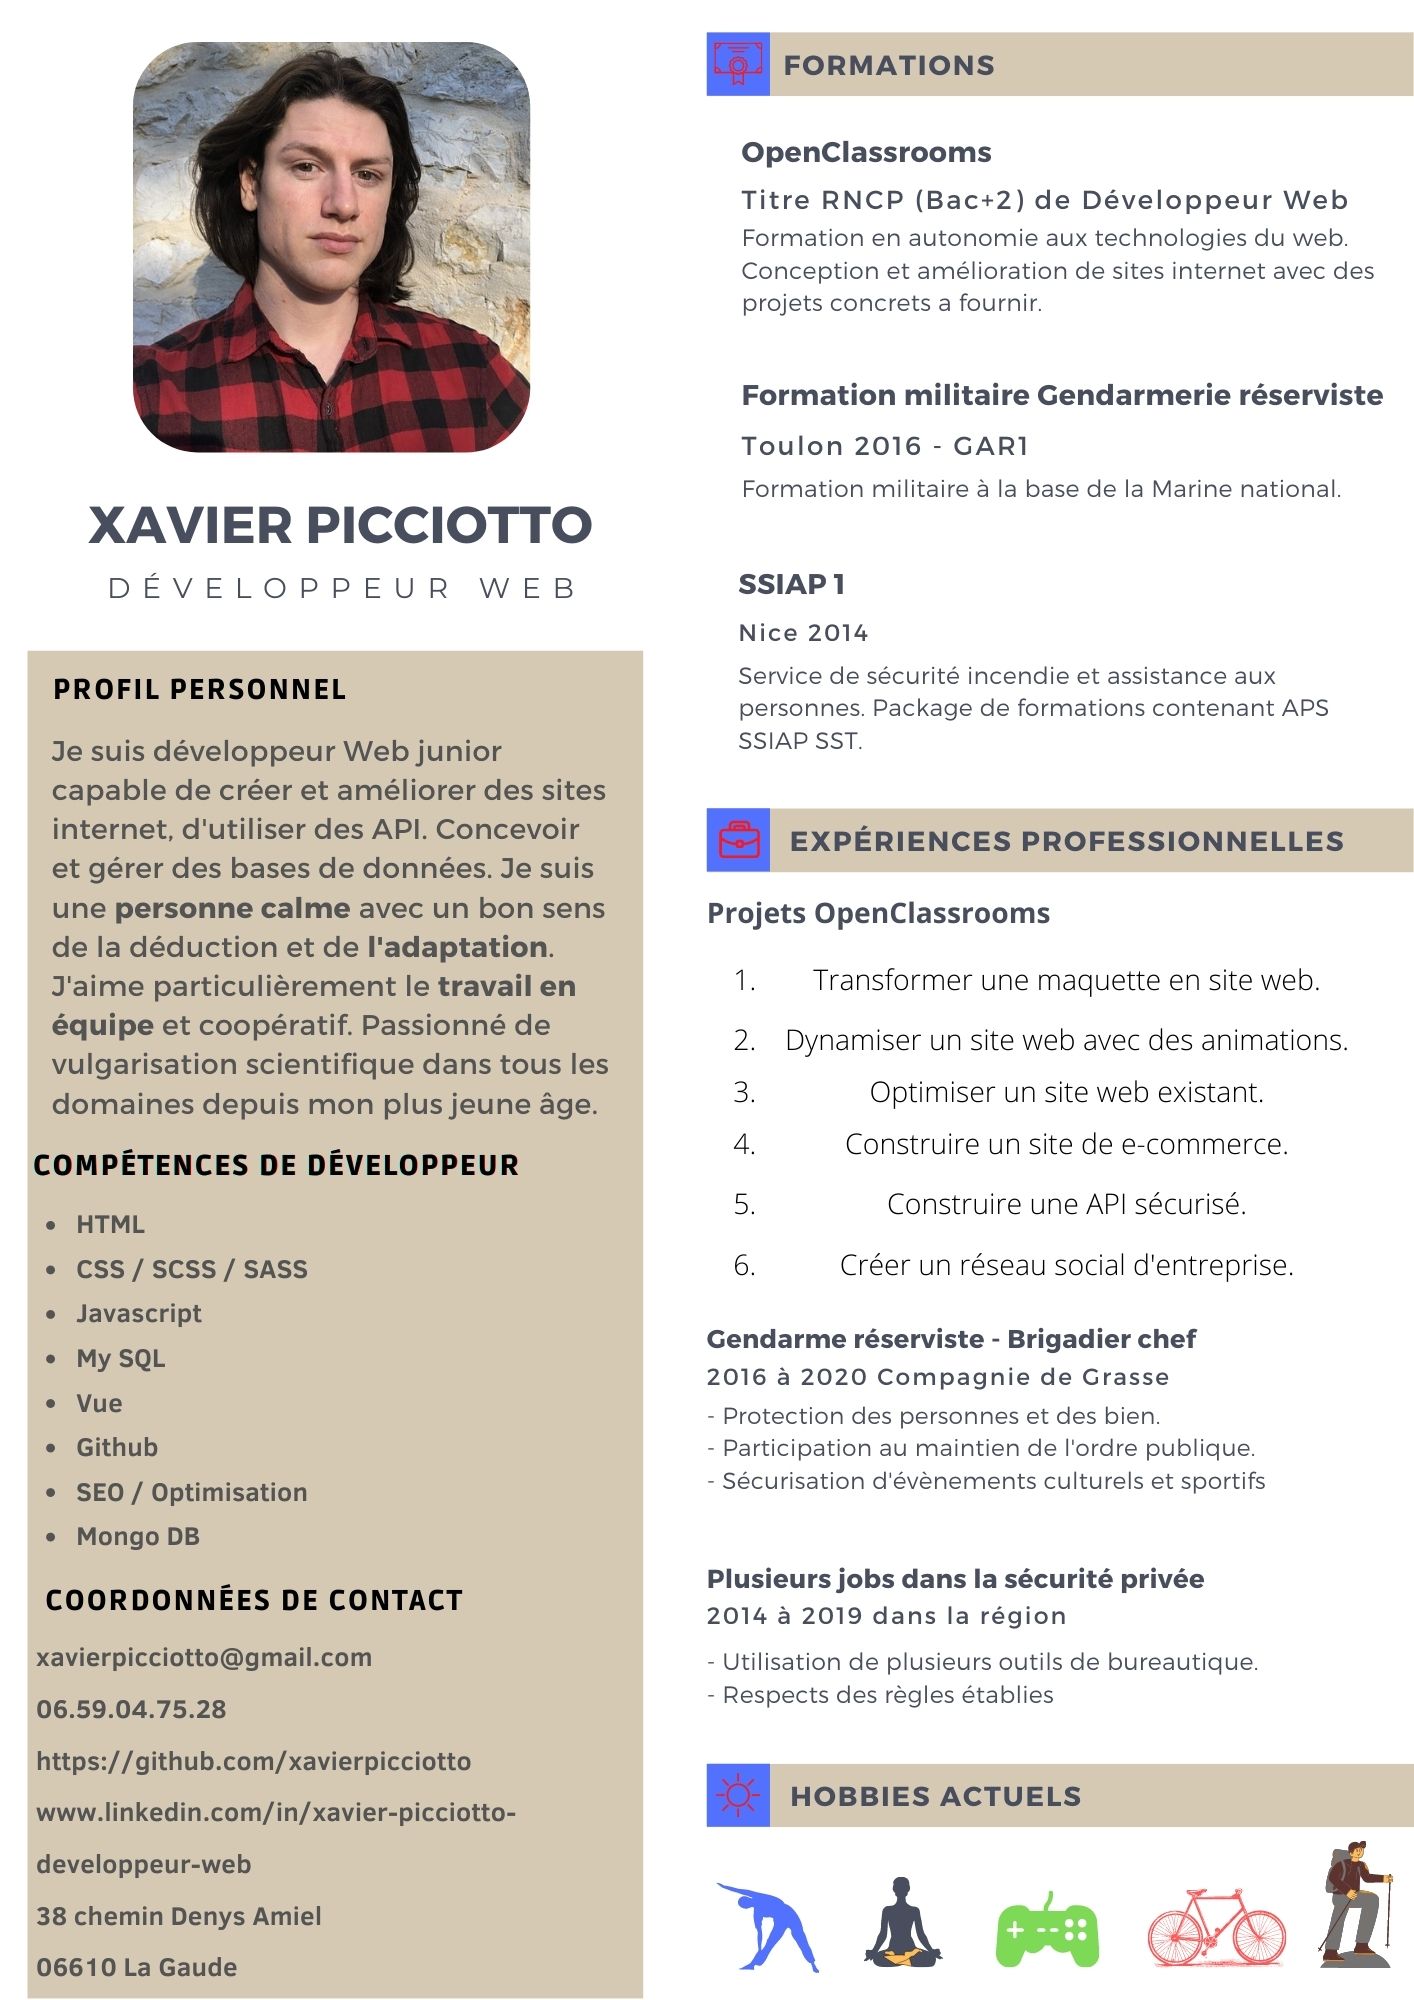 XAVIER PICCIOTTO
DÉVELOPPEUR WEB
PROFIL PERSONNEL
Je suis développeur Web junior
capable de créer et améliorer des sites
internet, d'utiliser des API. Concevoir
et gérer des bases de données. Je suis
une personne calme avec un bon sens
de la déduction et de l'adaptation.
J'aime particulièrement le travail en
équipe et coopératif. Passionné de
vulgarisation scientifique dans tous les
domaines depuis mon plus jeune âge.
COMPÉTENCES DE DÉVELOPPEUR
• HTML
• CSS / SCSS / SASS
• Javascript
• My SQL
• Vue
• Github
• SEO / Optimisation
• Mongo DB
COORDONNÉES DE CONTACT
xavierpicciotto@gmail.com
06.59.04.75.28
https://github.com/xavierpicciotto
www.linkedin.com/in/xavier-picciotto-
developpeur-web
38 chemin Denys Amiel
06610 La Gaude
FORMATIONS
OpenClassrooms
Titre RNCP (Bac+2) de Développeur Web
Formation en autonomie aux technologies du web.
Conception et amélioration de sites internet avec des
projets concrets a fournir.
Formation militaire Gendarmerie réserviste
Toulon 2016 - GAR1
Formation militaire à la base de la Marine national.
SSIAP 1
Nice 2014
Service de sécurité incendie et assistance aux
personnes. Package de formations contenant APS
SSIAP SST.
EXPÉRIENCES PROFESSIONNELLES
Projets OpenClassrooms
1. Transformer une maquette en site web.
2. Dynamiser un site web avec des animations.
3. Optimiser un site web existant.
4. Construire un site de e-commerce.
5. Construire une API sécurisé.
6. Créer un réseau social d'entreprise.
Gendarme réserviste - Brigadier chef
2016 à 2020 Compagnie de Grasse
- Protection des personnes et des bien.
- Participation au maintien de l'ordre publique.
- Sécurisation d'évènements culturels et sportifs
Plusieurs jobs dans la sécurité privée
2014 à 2019 dans la région
- Utilisation de plusieurs outils de bureautique.
- Respects des règles établies
HOBBIES ACTUELS